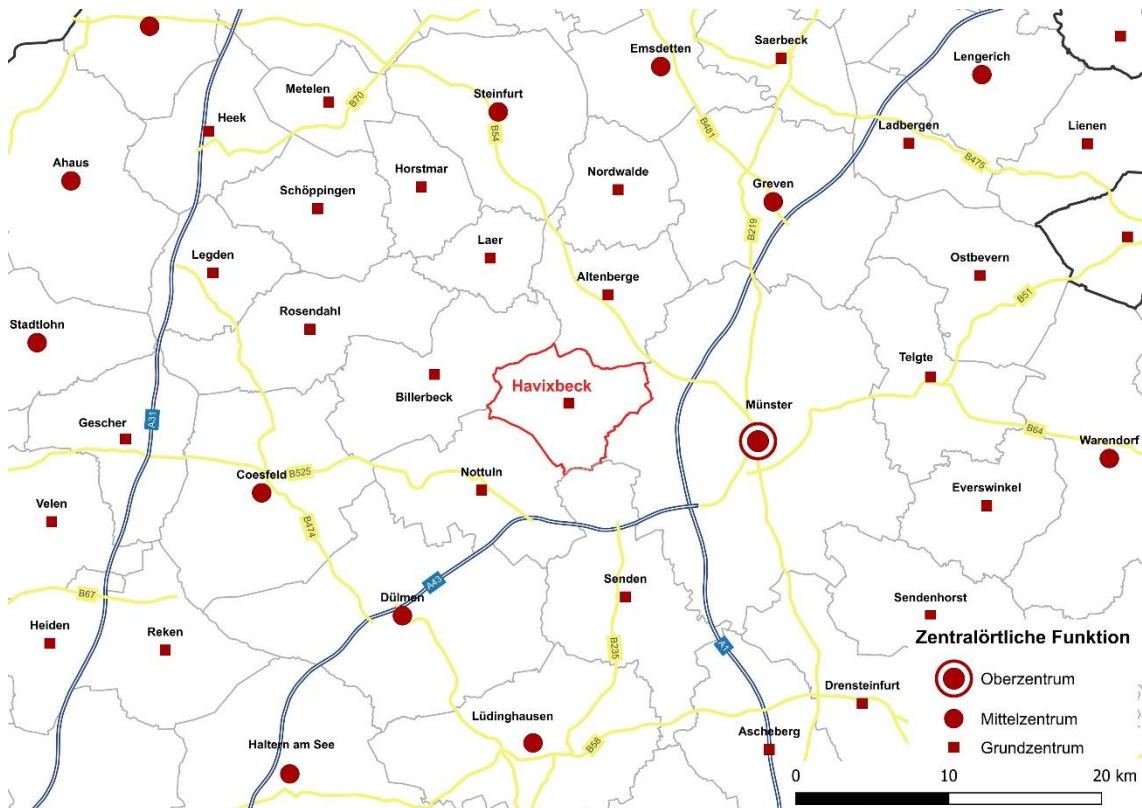 Emsdetten
Saerbeck
Lengerich
Metelen
B70
Steinfurt
Heek
B54
B481
Ladbergen
Lienen
B475
Ahaus
Horstmar
Nordwalde
Schöppingen
Greven
B219
Legden
Laer
Ostbevern
Altenberge
B51
Rosendahl
Stadtlohn
Telgte
Havixbeck
Billerbeck
Münster
Gescher
A31
B64
Warendorf
Coesfeld
B525
Nottuln
Everswinkel
Velen
B474
A43
Senden
B67
Dülmen
Sendenhorst
Heiden
Reken
B235
A1
Zentralörtliche Funktion
Oberzentrum
Mittelzentrum
Grundzentrum
Drensteinfurt
Lüdinghausen
Ascheberg
B58
Haltern am See
0 10 20 km